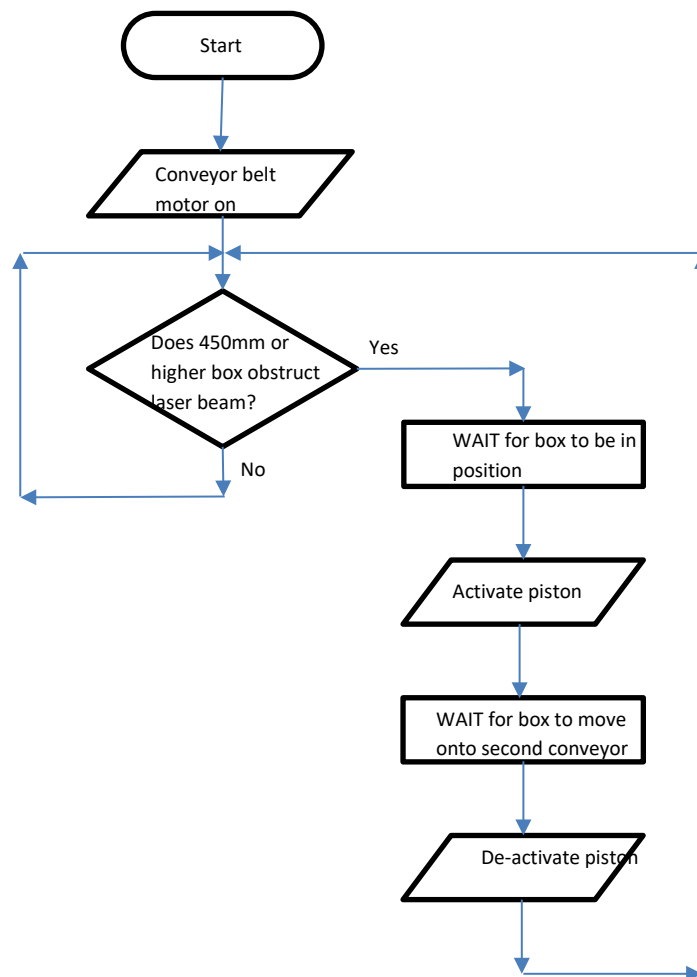 Start
Conveyor belt
motor on
Does 450mm or
higher box obstruct
laser beam?
Yes
No
WAIT for box to be in
position
Activate piston
WAIT for box to move
onto second conveyor
De-activate piston